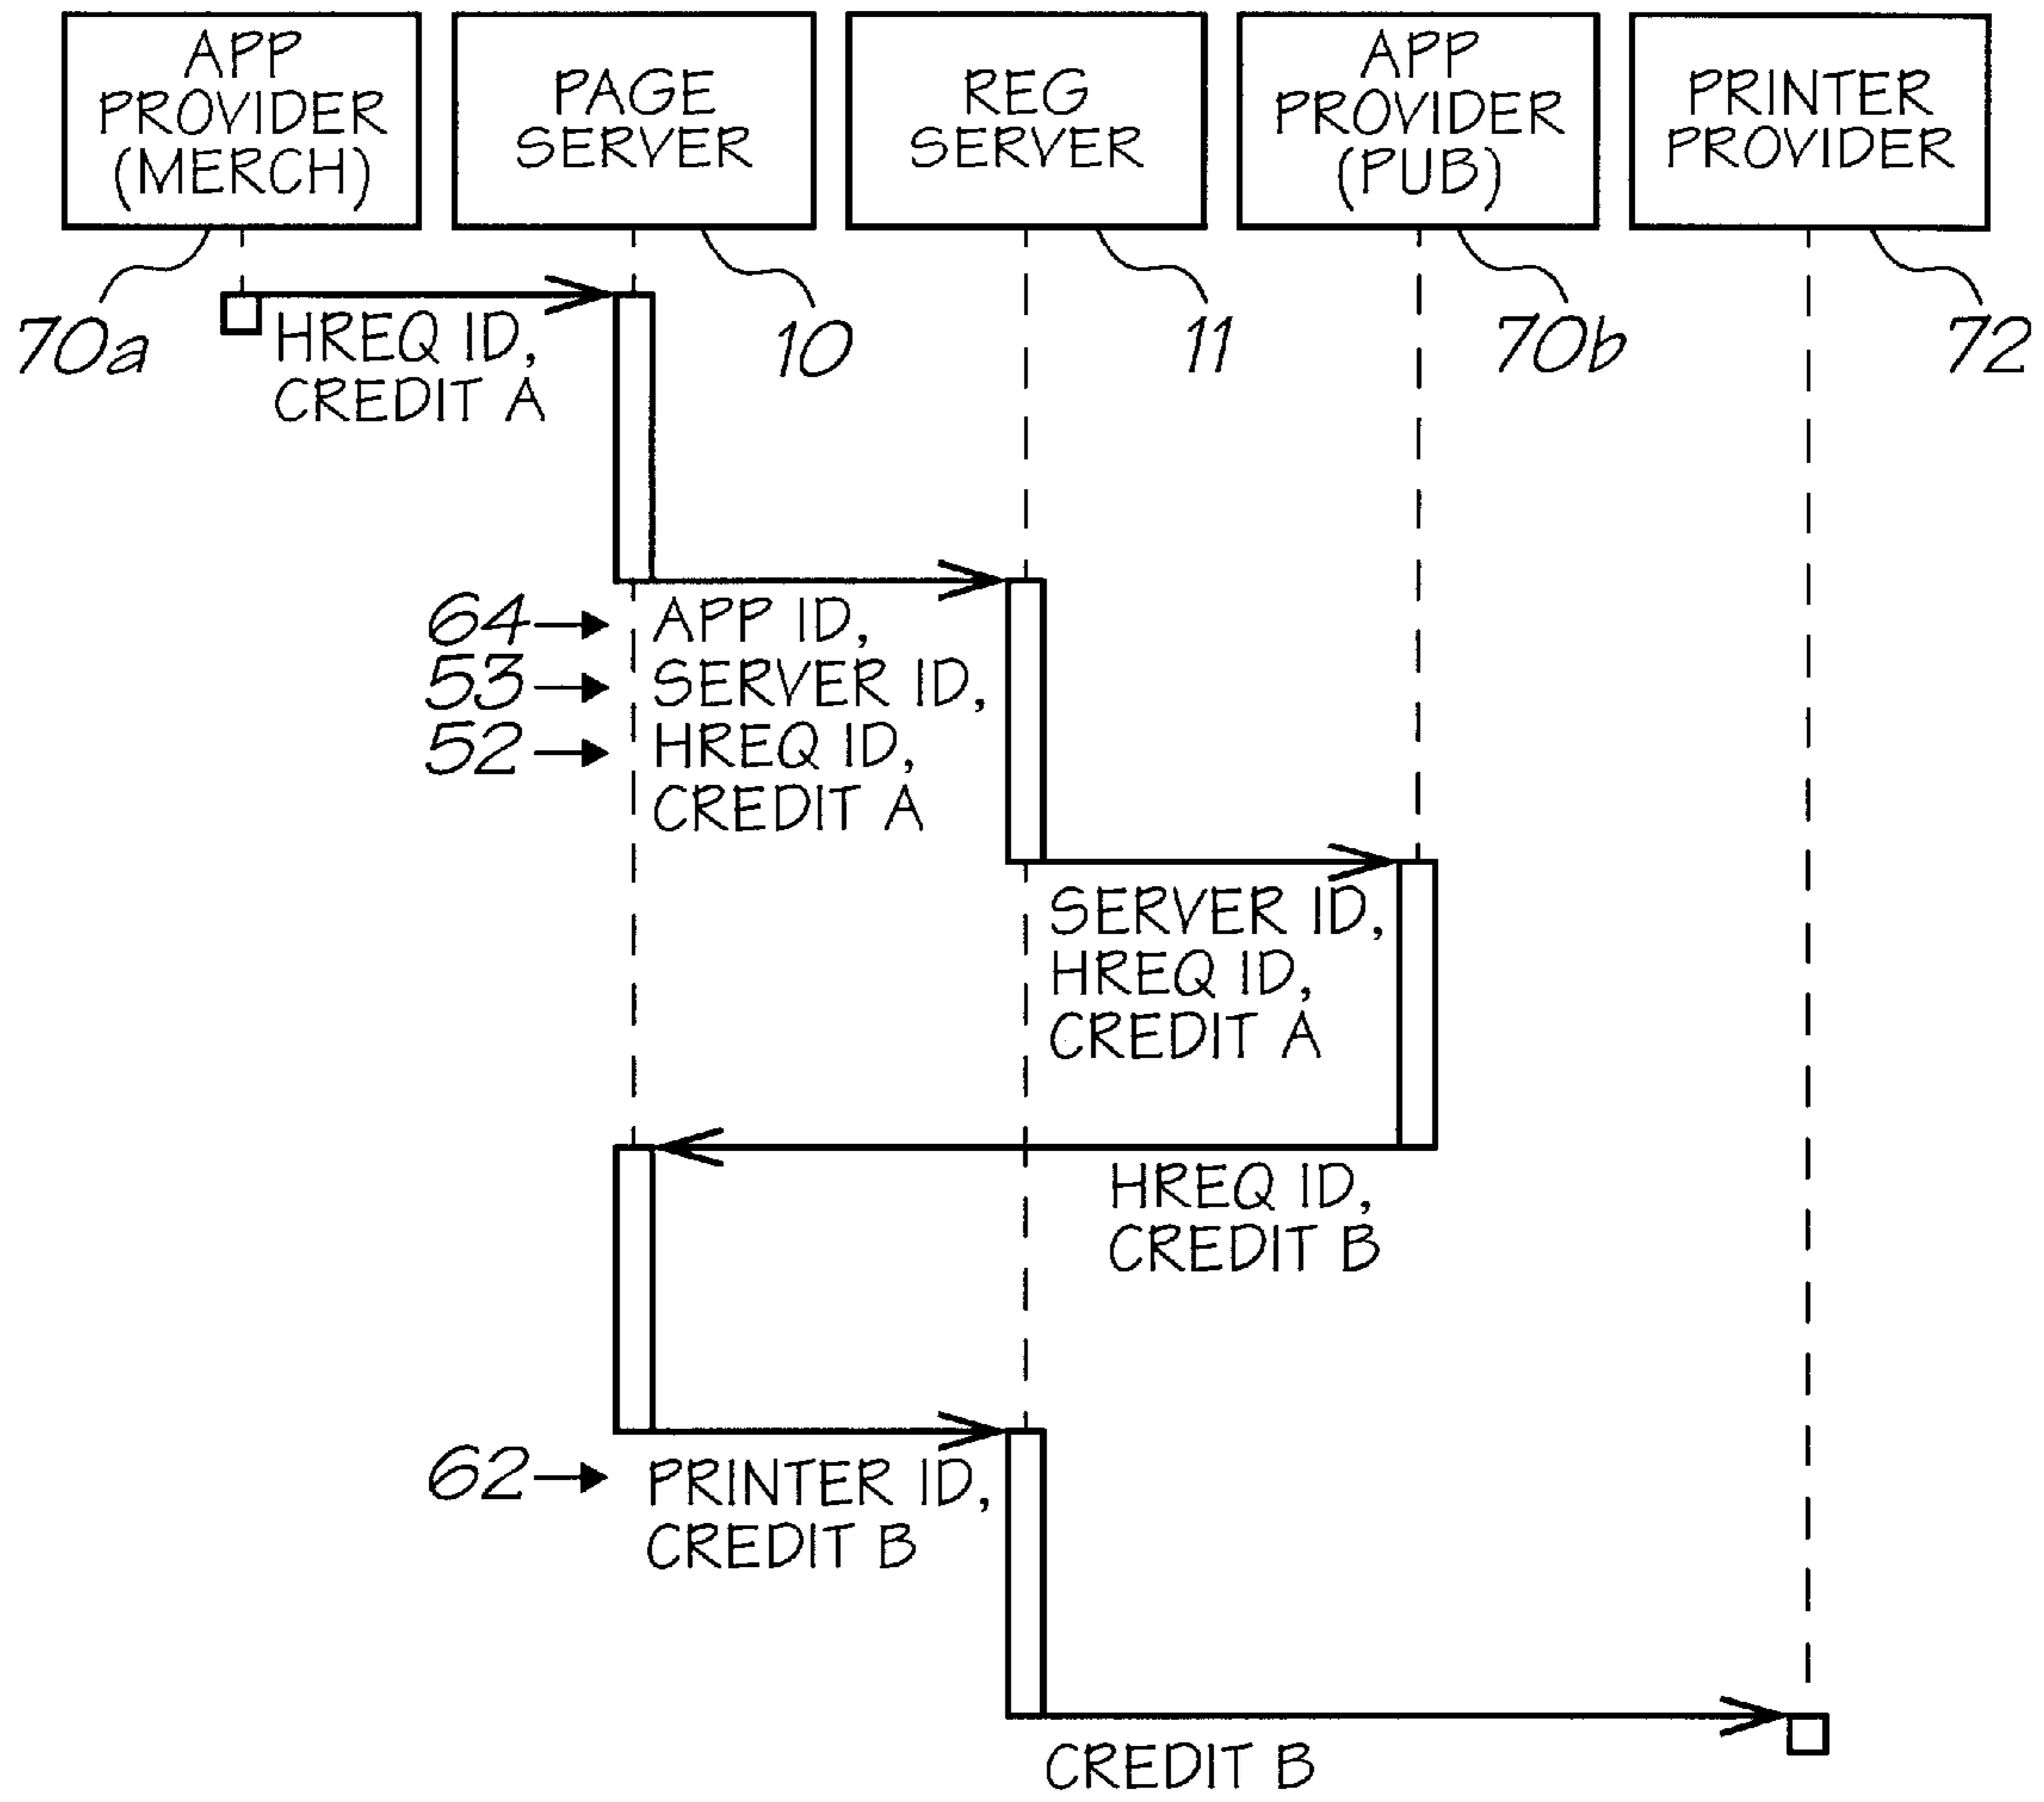 APP
PROVIDER
(MERCH)
PAGE
SERVER
REG
SERVER
APP
PROVIDER
(PUB)
PRINTER
PROVIDER
70a
10
11
70b
72
HREQ ID,
CREDIT A
64
APP ID,
53
SERVER ID,
52
HREQ ID,
CREDIT A
SERVER ID,
HREQ ID,
CREDIT A
HREQ ID,
CREDIT B
62
PRINTER ID,
CREDIT B
CREDIT B